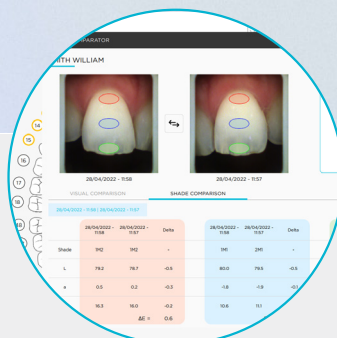 PARATOR
ITH WILLIAM
28/04/2022 - 11:58
28/04/2022 - 11:57
VISUAL COMPARISON
SHADE COMPARISON
28/04/2022 - 11:58 | 28/04/2022 - 11:57
28/04/2022 - 11:58 28/04/2022 - 11:57 Delta
28/04/2022 - 11:58 28/04/2022 - 11:57 Delta
Shade 1M2 1M2 - 1M1 2M1 -
L 79.2 78.7 -0.5 80.0 79.5 -0.5
a 0.5 0.2 -0.3 -1.8 -1.9 -0.1
16.3 16.0 -0.2 10.6 11.1
ΔE = 0.6
14
15
16
17
18